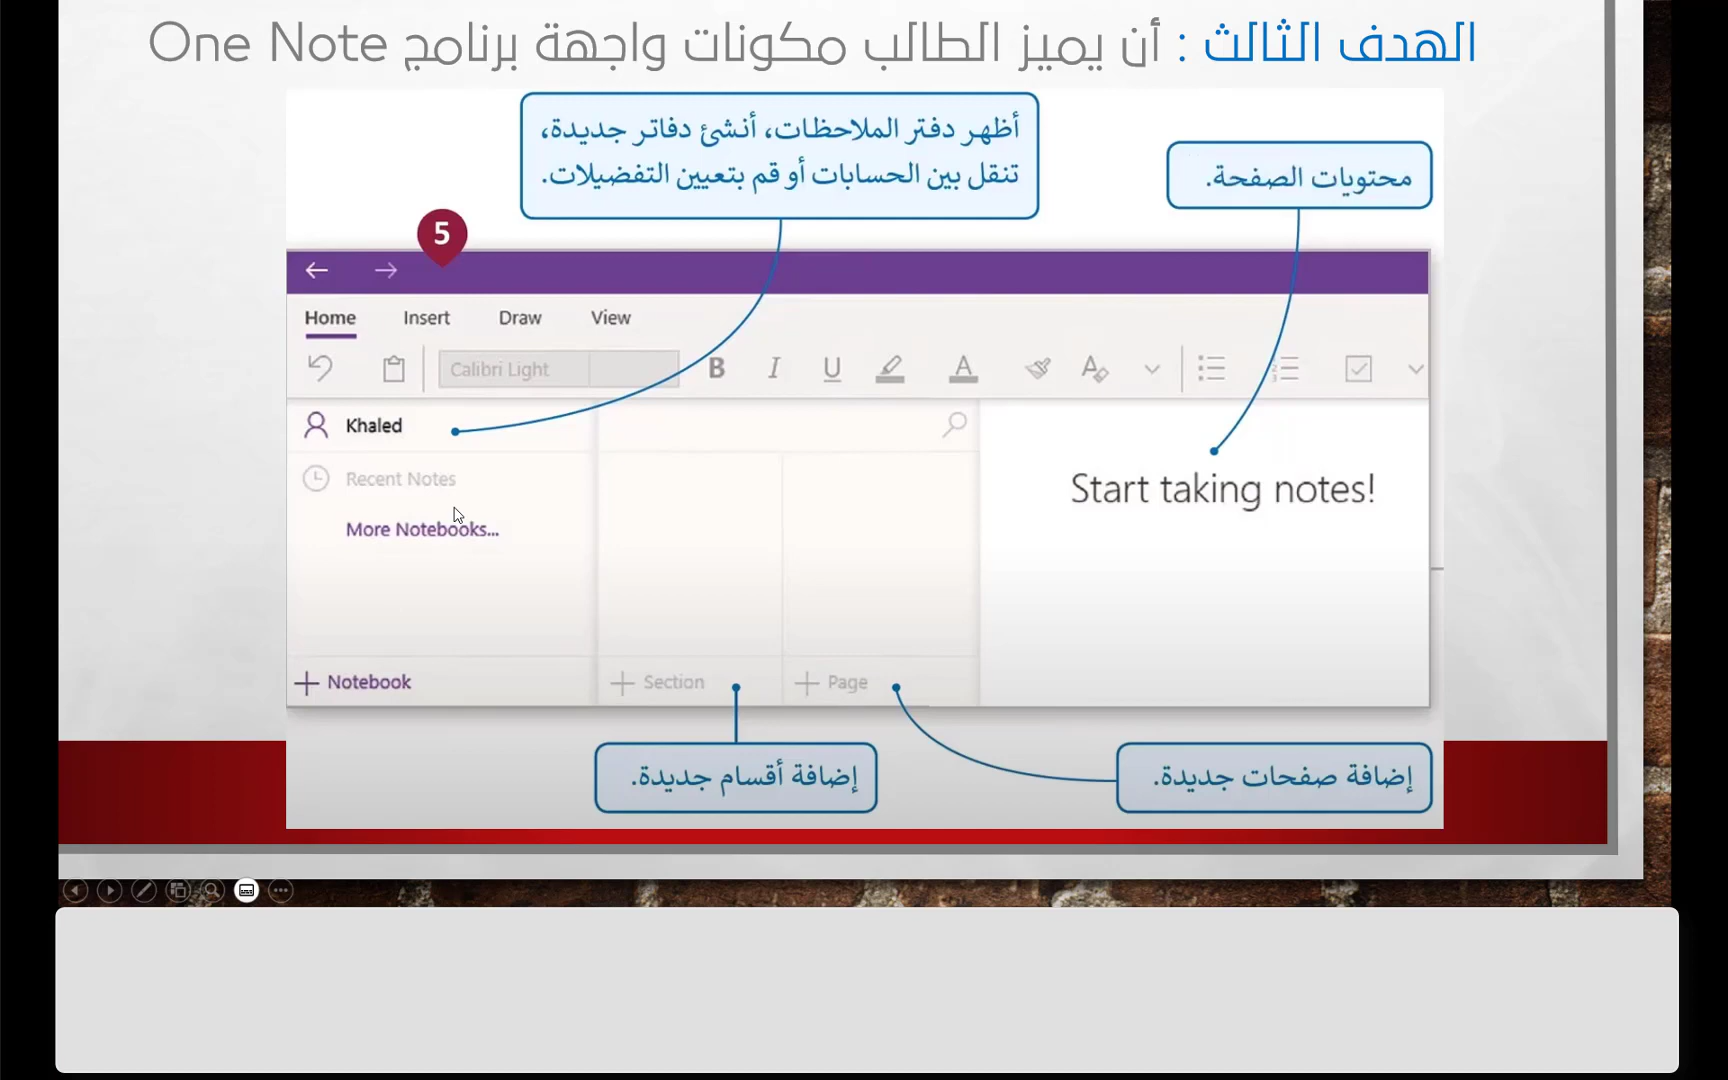 الهدف الثالث : أن يميز الطالب مكونات واجهة برنامج One Note
أظهر دفتر الملاحظات، أنشئ دفاتر جديدة،
تنقل بين الحسابات أو قم بتعيين التفضيلات.
محتويات الصفحة.
5
Home Insert Draw View
Calibri Light B I U A A
Khaled
Recent Notes
More Notebooks...
Start taking notes!
+ Notebook + Section + Page
إضافة صفحات جديدة.
إضافة أقسام جديدة.